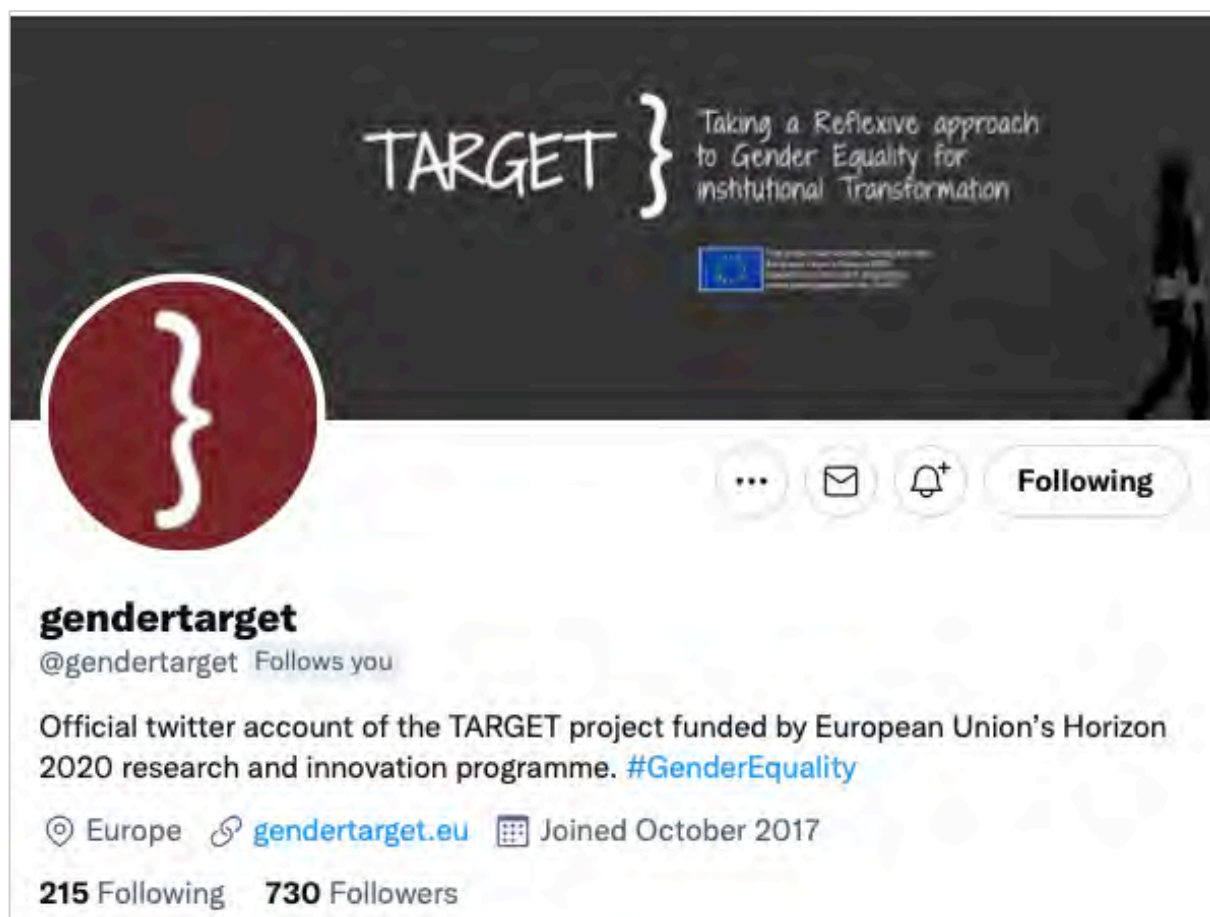 TARGET } Taking a Reflexive approach
to Gender Equality for
institutional Transformation
}
Following
gendertarget
@gendertarget Follows you
Official twitter account of the TARGET project funded by European Union’s Horizon
2020 research and innovation programme. #GenderEquality
Europe gendertarget.eu Joined October 2017
215 Following 730 Followers